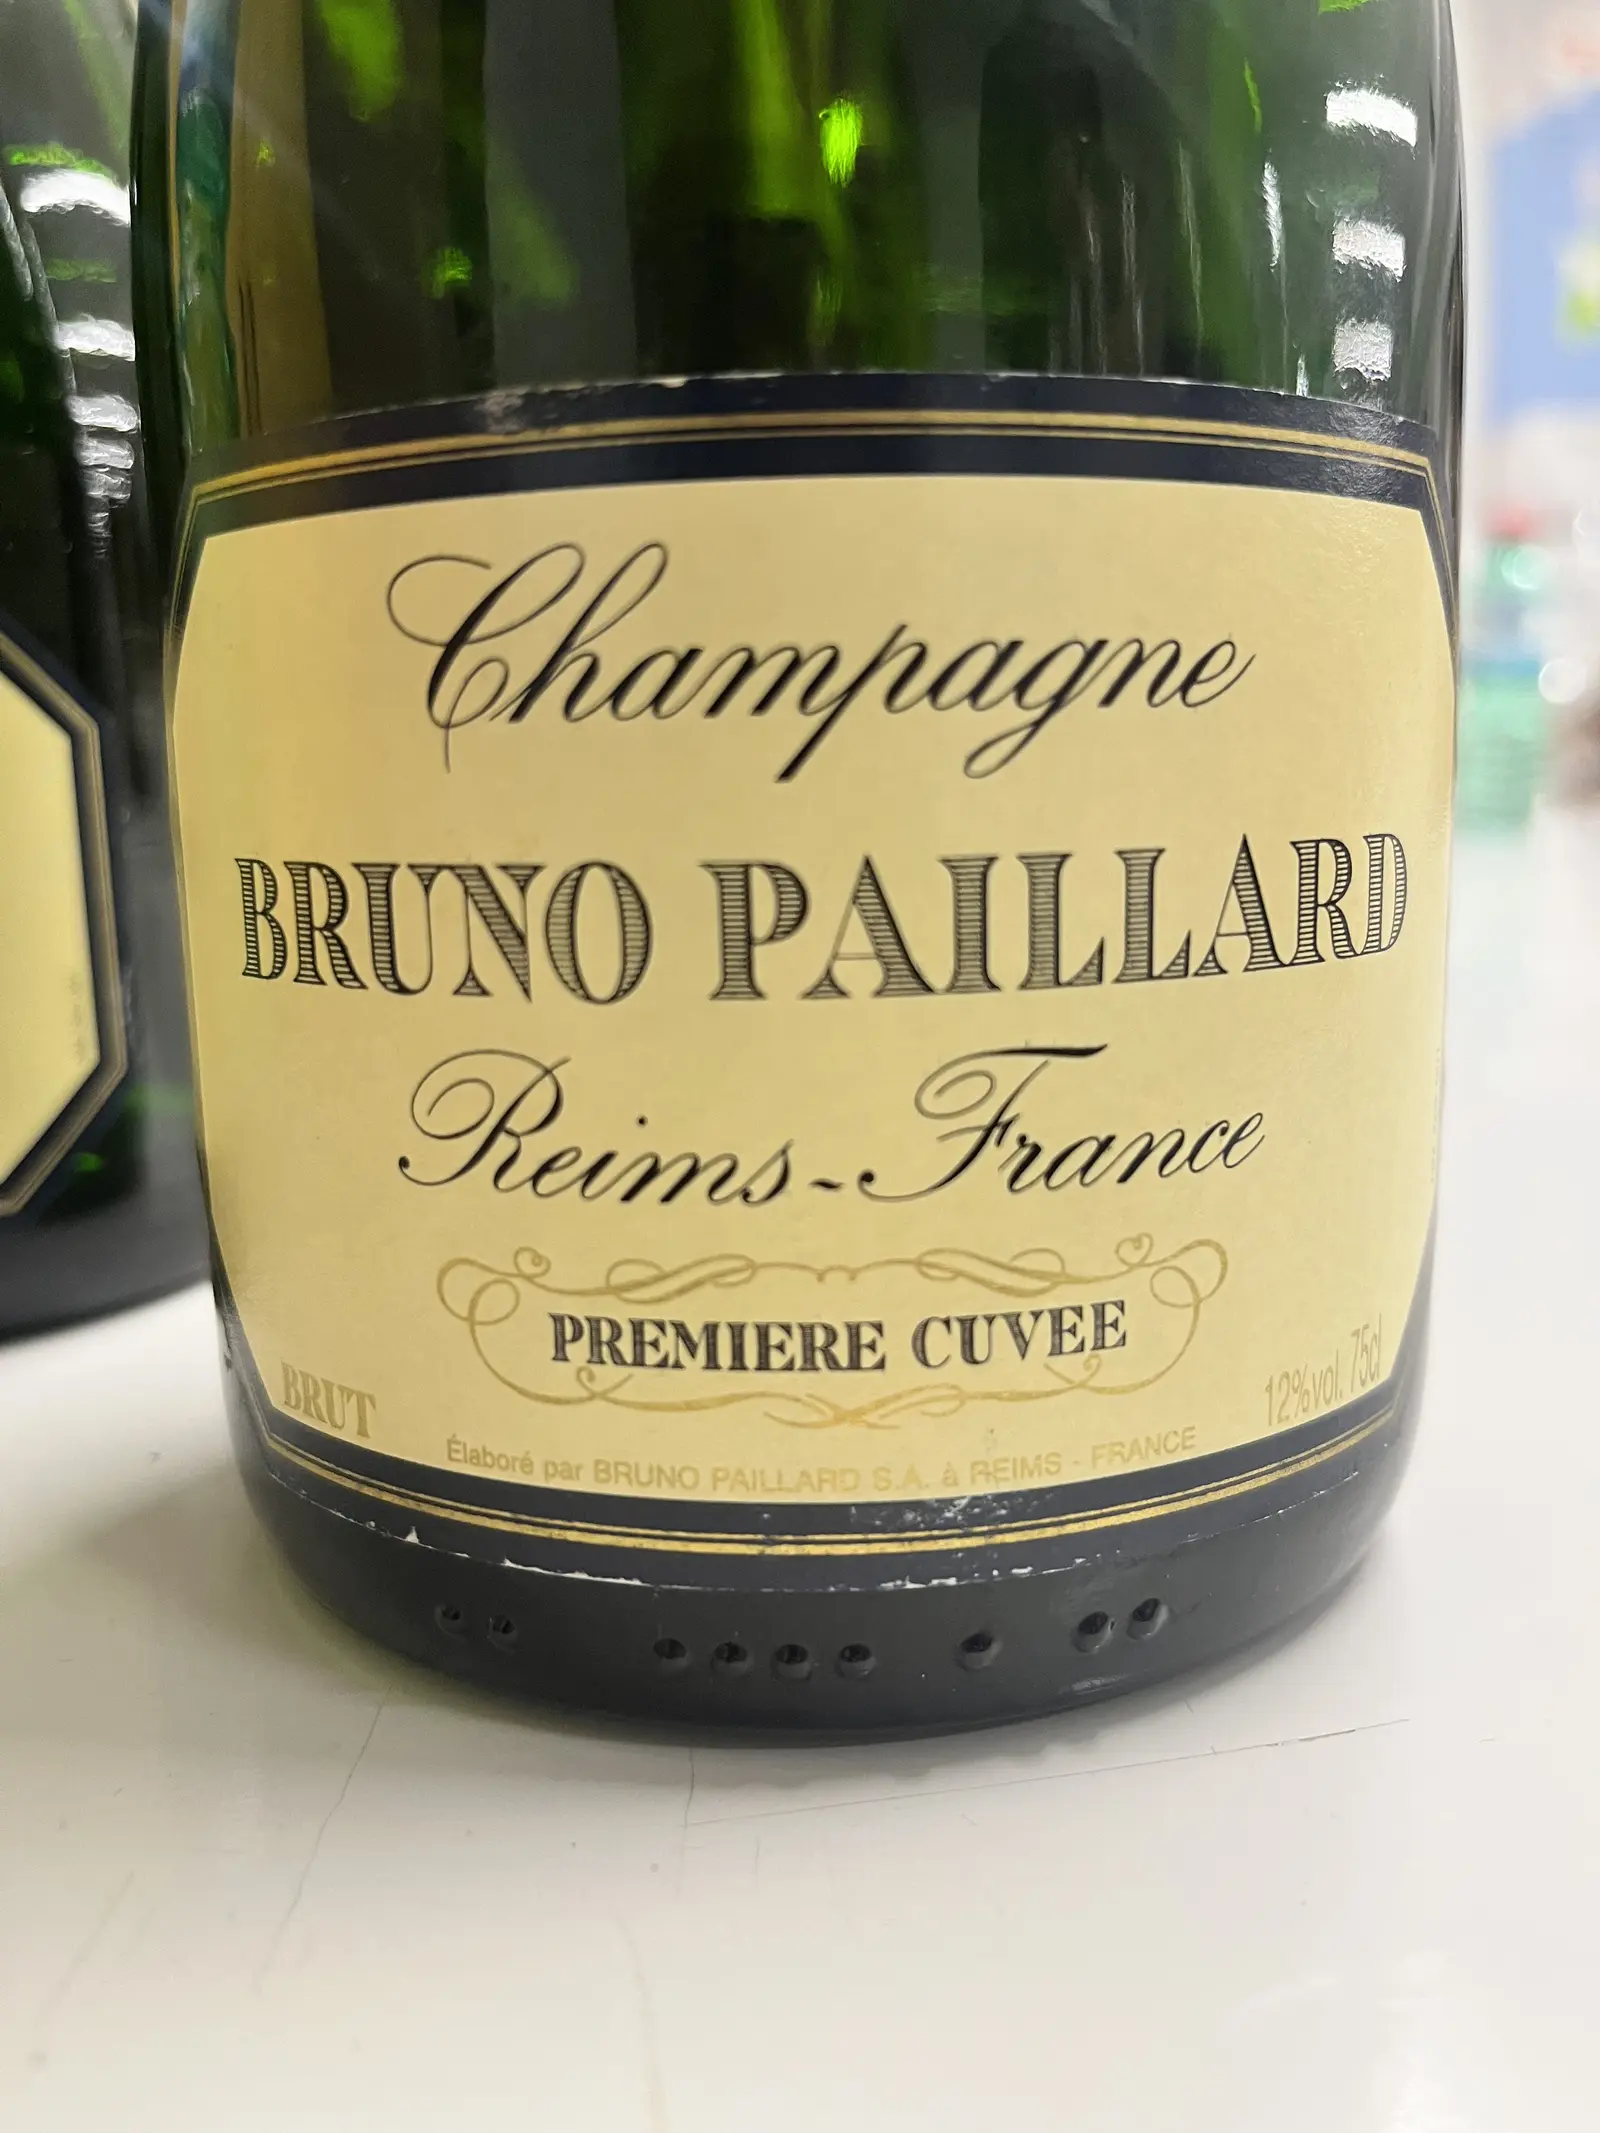 Champagne
BRUNO PAILLARD
Reims-France
PREMIERE CUVEE
BRUT
12%vol. 75cl
Élaboré par BRUNO PAILLARD S.A. à REIMS - FRANCE